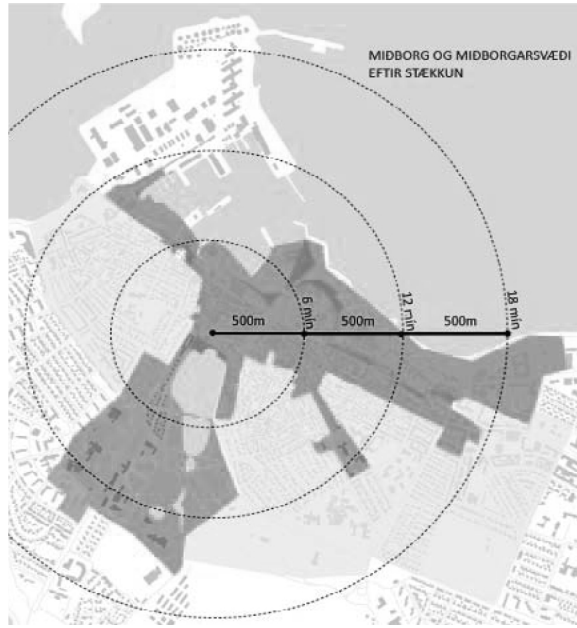 MIÐBORG OG MIÐBORGARSVÆÐI
EFTIR STÆKKUN
6 mín
12 mín
18 mín
500m
500m
500m